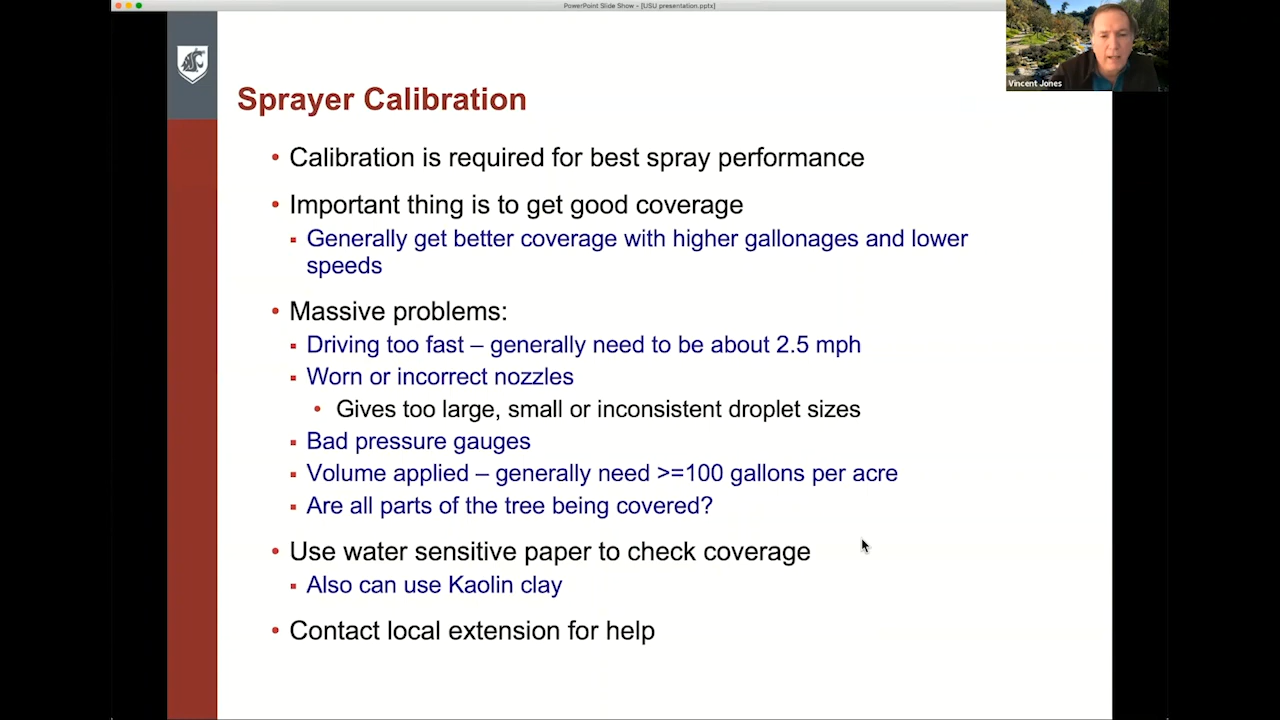 PowerPoint Slide Show - [USU presentation.pptx]
Vincent Jones
Sprayer Calibration
• Calibration is required for best spray performance
• Important thing is to get good coverage
▪ Generally get better coverage with higher gallonages and lower
speeds
• Massive problems:
▪ Driving too fast – generally need to be about 2.5 mph
▪ Worn or incorrect nozzles
• Gives too large, small or inconsistent droplet sizes
▪ Bad pressure gauges
▪ Volume applied – generally need >=100 gallons per acre
▪ Are all parts of the tree being covered?
• Use water sensitive paper to check coverage
▪ Also can use Kaolin clay
• Contact local extension for help